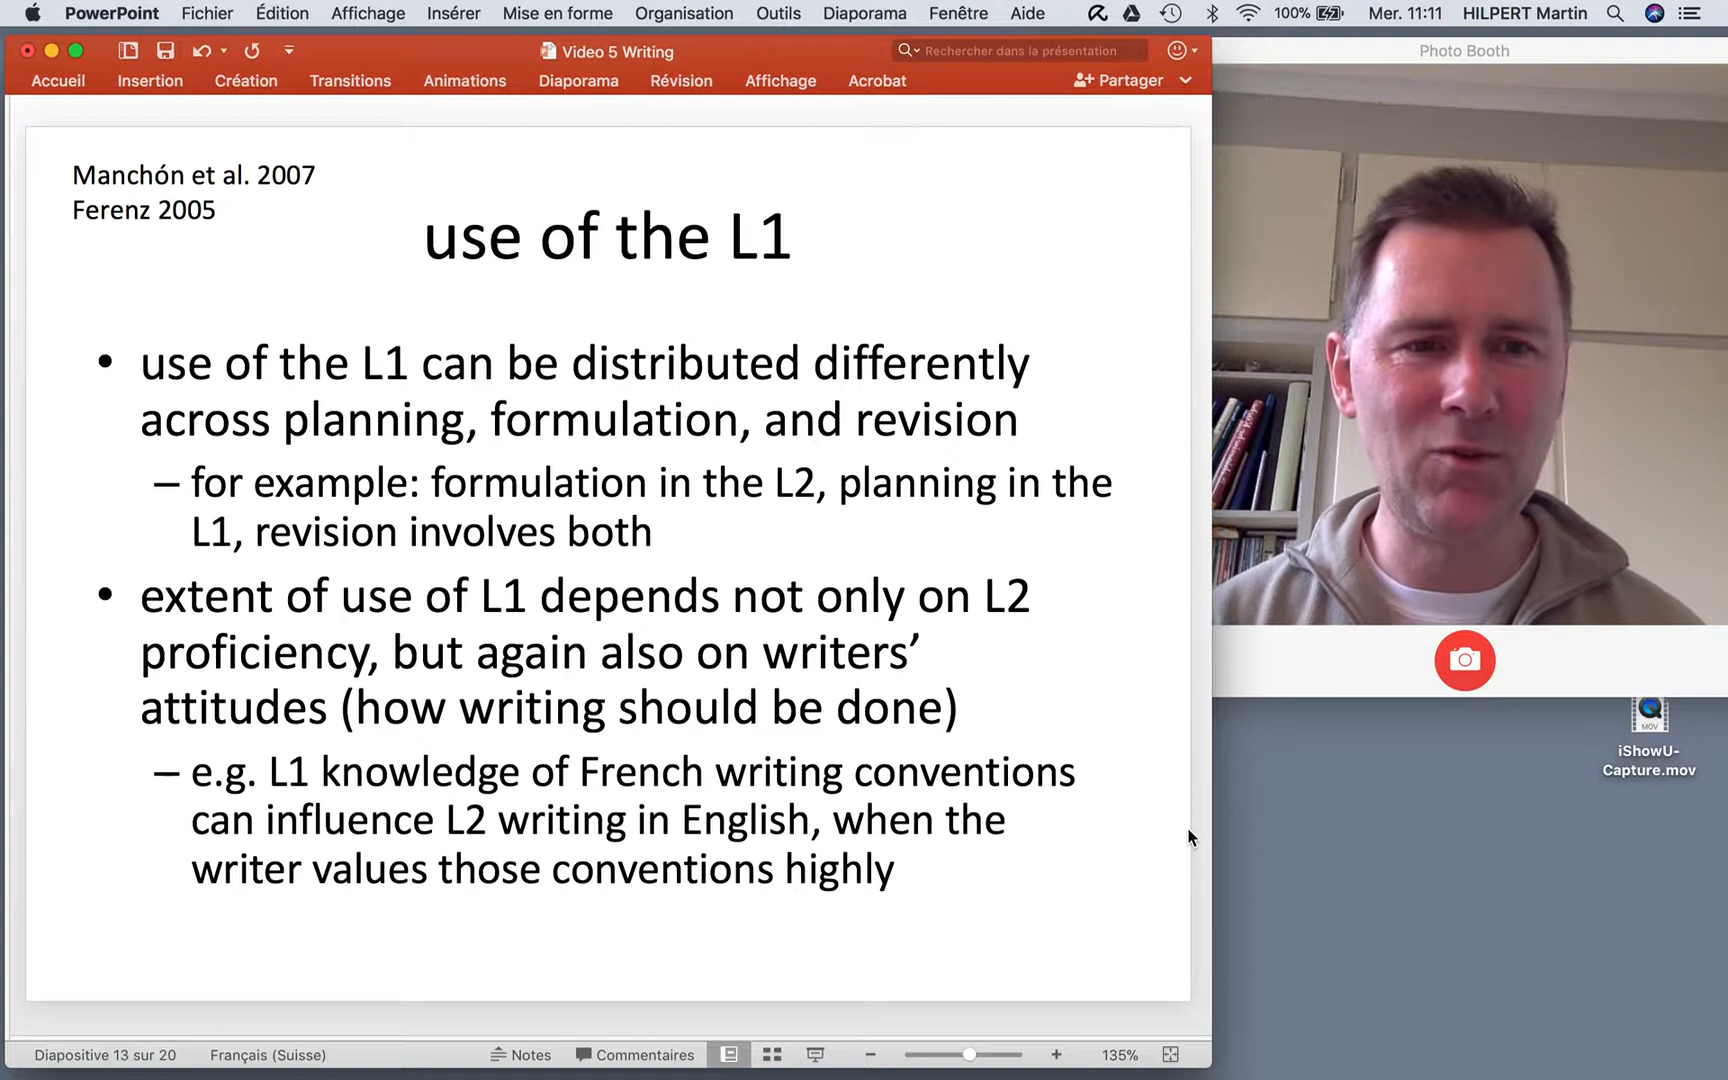 PowerPoint Fichier Édition Affichage Insérer Mise en forme Organisation Outils Diaporama Fenêtre Aide 100% Mer. 11:11 HILPERT Martin
Video 5 Writing
Rechercher dans la présentation
Photo Booth
Accueil Insertion Création Transitions Animations Diaporama Révision Affichage Acrobat Partager
Manchón et al. 2007
Ferenz 2005
use of the L1
• use of the L1 can be distributed differently
across planning, formulation, and revision
– for example: formulation in the L2, planning in the
L1, revision involves both
• extent of use of L1 depends not only on L2
proficiency, but again also on writers’
attitudes (how writing should be done)
– e.g. L1 knowledge of French writing conventions
can influence L2 writing in English, when the
writer values those conventions highly
MOV
iShowU-
Capture.mov
Diapositive 13 sur 20 Français (Suisse) Notes Commentaires 135%